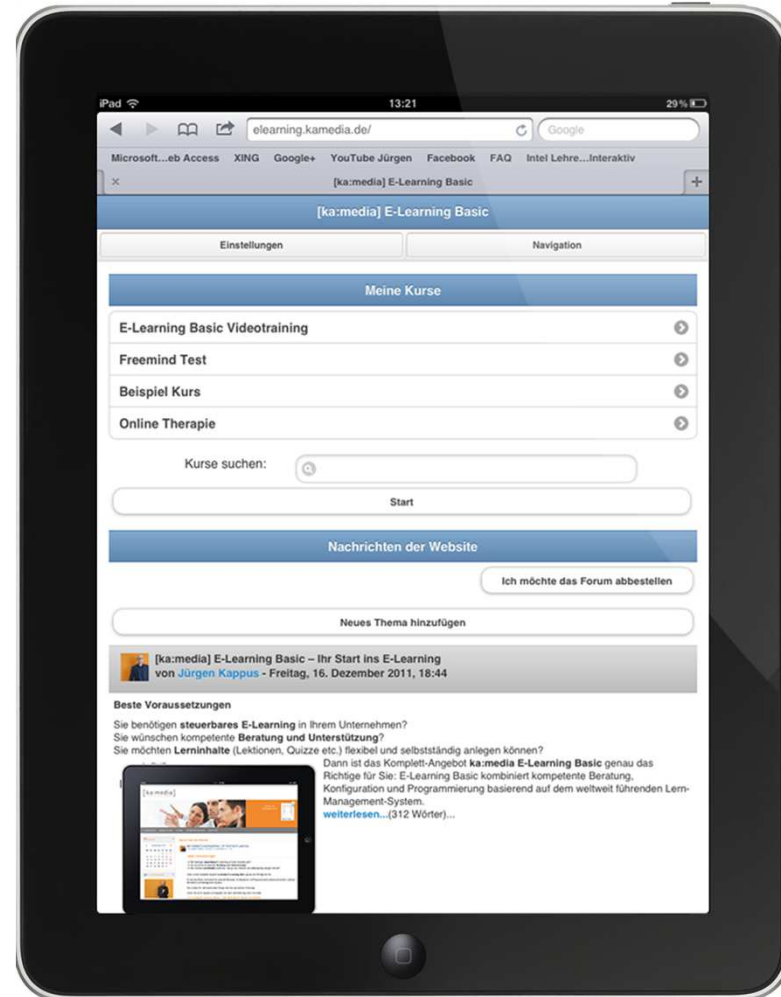 iPad 13:21 29 %
elearning.kamedia.de/ Google
Microsoft...eb Access XING Google+ YouTube Jürgen Facebook FAQ Intel Lehre...Interaktiv
[ka:media] E-Learning Basic
[ka:media] E-Learning Basic
Einstellungen Navigation
Meine Kurse
E-Learning Basic Videotraining
Freemind Test
Beispiel Kurs
Online Therapie
Kurse suchen:
Start
Nachrichten der Website
Ich möchte das Forum abbestellen
Neues Thema hinzufügen
[ka:media] E-Learning Basic – Ihr Start ins E-Learning
von Jürgen Kappus - Freitag, 16. Dezember 2011, 18:44
Beste Voraussetzungen
Sie benötigen steuerbares E-Learning in Ihrem Unternehmen?
Sie wünschen kompetente Beratung und Unterstützung?
Sie möchten Lerninhalte (Lektionen, Quizze etc.) flexibel und selbstständig anlegen können?
Dann ist das Komplett-Angebot ka:media E-Learning Basic genau das
Richtige für Sie: E-Learning Basic kombiniert kompetente Beratung,
Konfiguration und Programmierung basierend auf dem weltweit führenden Lern-
Management-System.
weiterlesen...(312 Wörter)...
[ka:media]